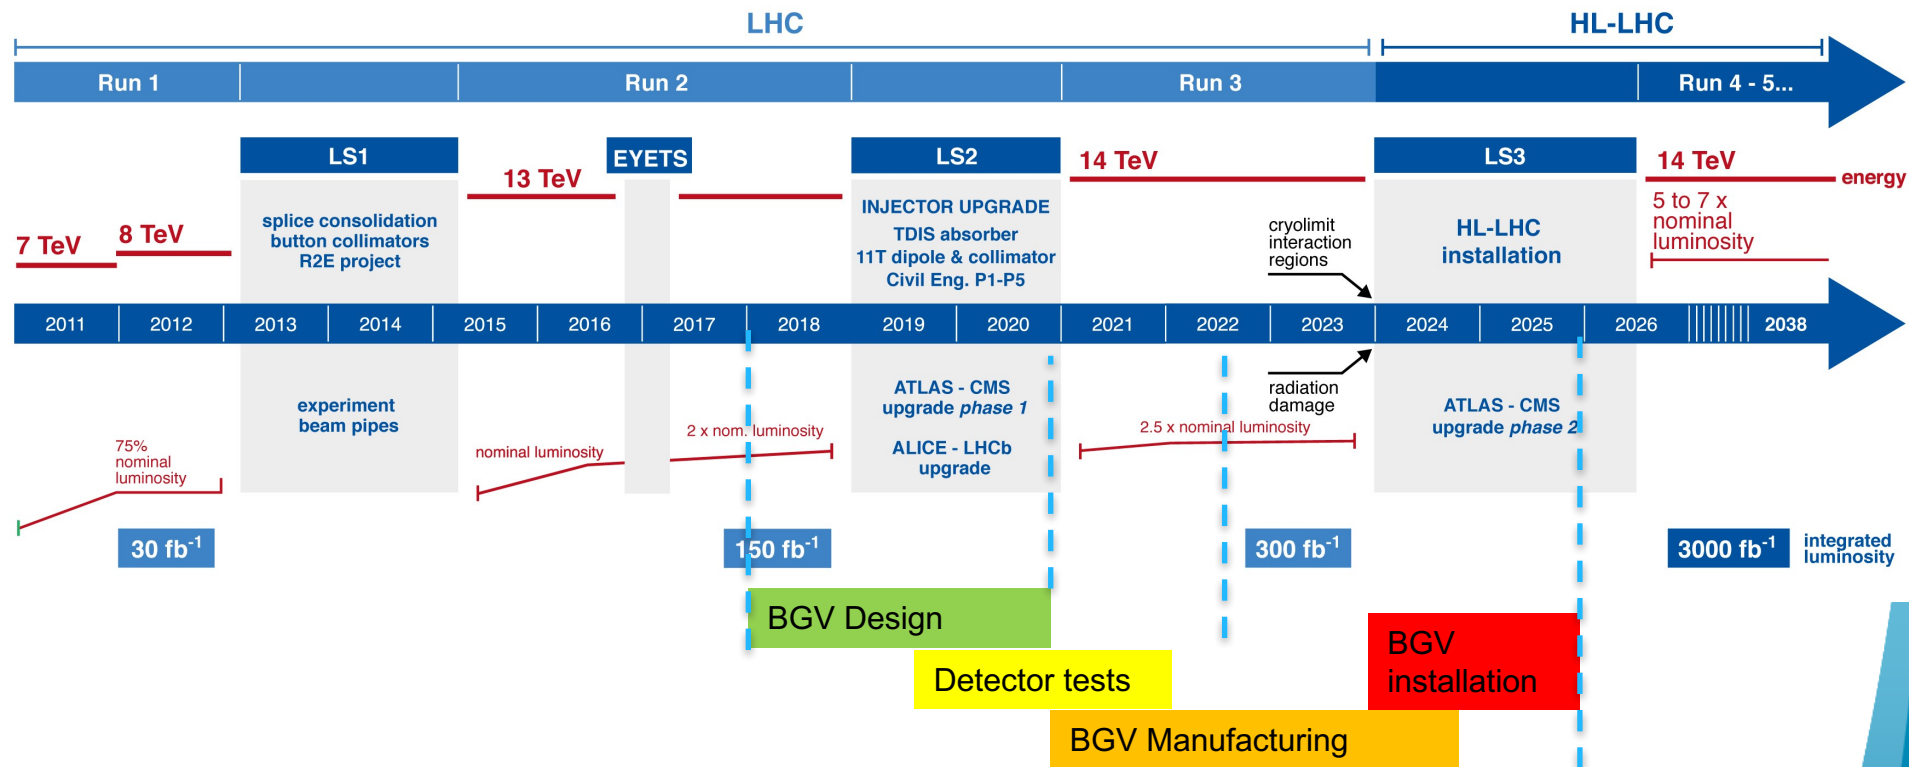 LHC
HL-LHC
Run 1
Run 2
Run 3
Run 4 - 5...
LS1
EYETS
LS2
LS3
14 TeV
14 TeV
13 TeV
energy
7 TeV
8 TeV
splice consolidation
button collimators
R2E project
INJECTOR UPGRADE
TDIS absorber
11T dipole & collimator
Civil Eng. P1-P5
cryolimit
interaction
regions
HL-LHC
installation
5 to 7 x
nominal
luminosity
2011
2012
2013
2014
2015
2016
2017
2018
2019
2020
2021
2022
2023
2024
2025
2026
2038
experiment
beam pipes
ATLAS - CMS
upgrade phase 1
ALICE - LHCb
upgrade
radiation
damage
ATLAS - CMS
upgrade phase 2
75%
nominal
luminosity
nominal luminosity
2 x nom. luminosity
2.5 x nominal luminosity
30 fb⁻¹
150 fb⁻¹
300 fb⁻¹
3000 fb⁻¹
integrated
luminosity
BGV Design
Detector tests
BGV Manufacturing
BGV
installation